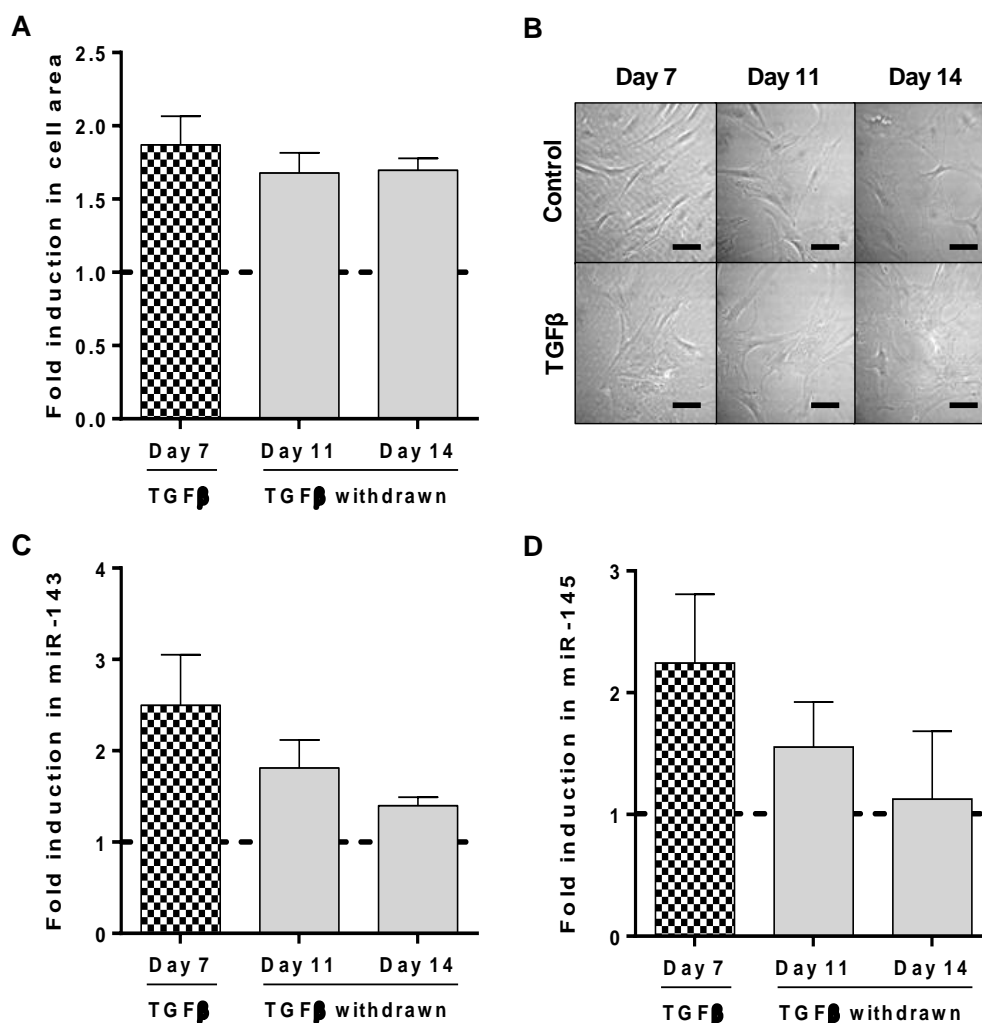 A
Fold induction in cell area
2.5
2.0
1.5
1.0
0.5
0.0
Day 7 Day 11 Day 14
TGFβ TGFβ withdrawn
B
Day 7 Day 11 Day 14
Control
TGFβ
C
Fold induction in miR-143
4
3
2
1
0
Day 7 Day 11 Day 14
TGFβ TGFβ withdrawn
D
Fold induction in miR-145
3
2
1
0
Day 7 Day 11 Day 14
TGFβ TGFβ withdrawn